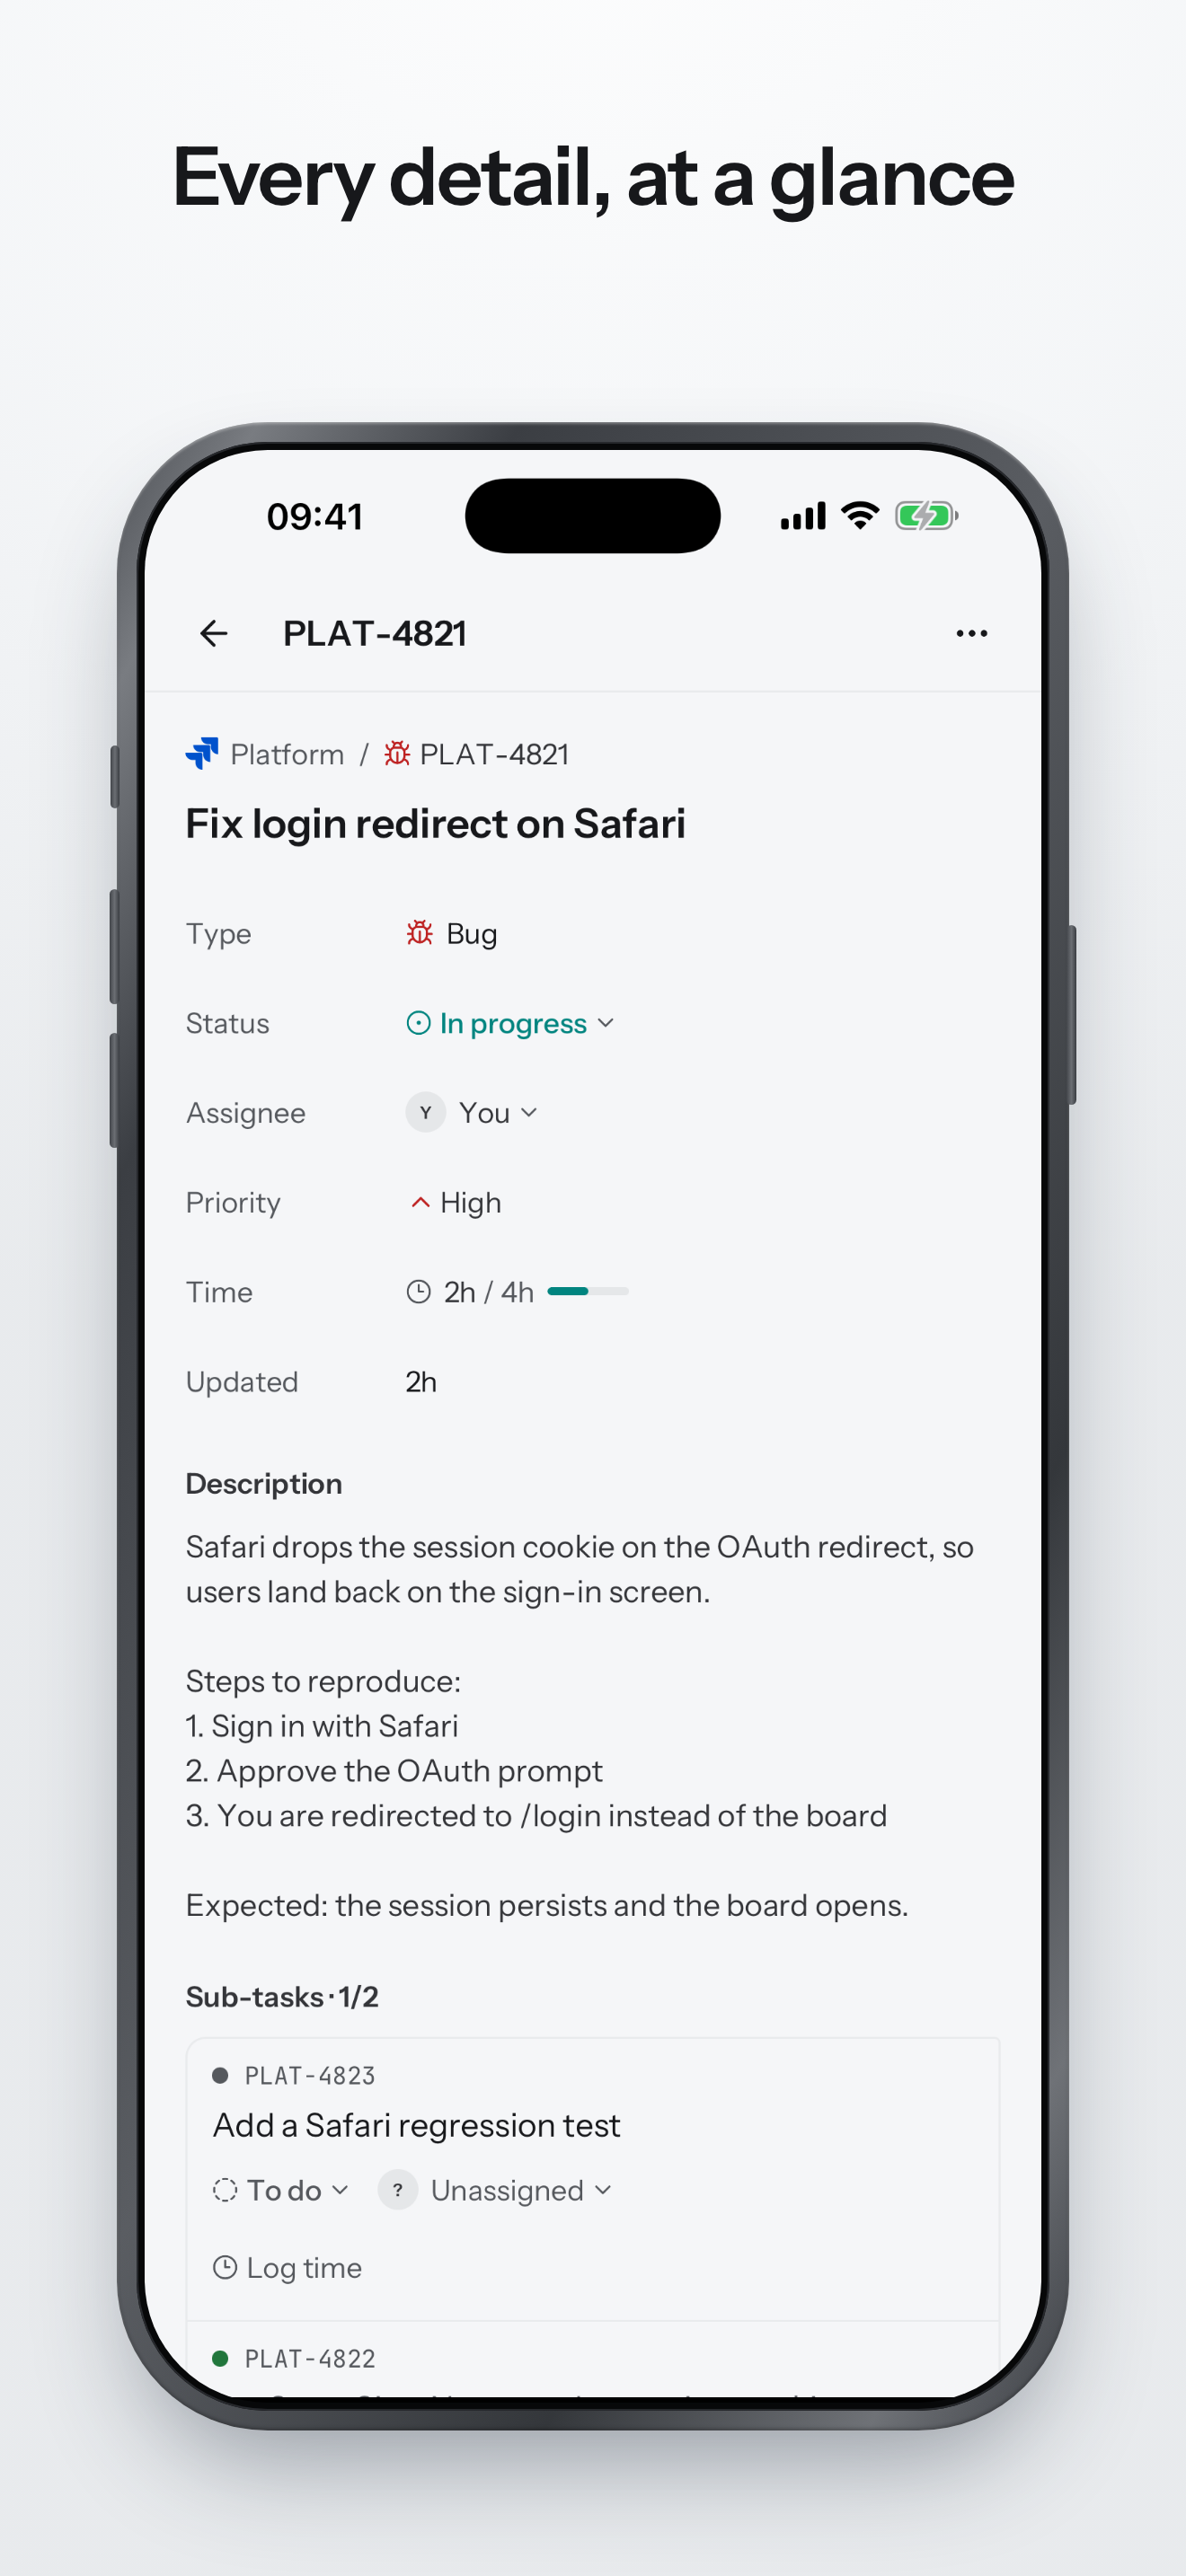 Every detail, at a glance
09:41
PLAT-4821
Platform / PLAT-4821
Fix login redirect on Safari
Type Bug
Status In progress
Assignee Y You
Priority High
Time 2h / 4h
Updated 2h
Description
Safari drops the session cookie on the OAuth redirect, so
users land back on the sign-in screen.
Steps to reproduce:
1. Sign in with Safari
2. Approve the OAuth prompt
3. You are redirected to /login instead of the board
Expected: the session persists and the board opens.
Sub-tasks · 1/2
PLAT-4823
Add a Safari regression test
To do ? Unassigned
Log time
PLAT-4822